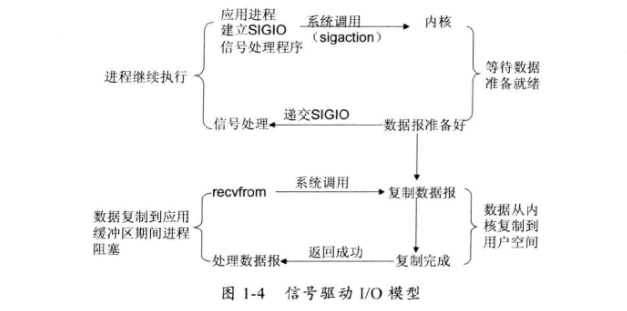 应用进程
建立SIGIO
信号处理程序
系统调用
（sigaction）
内核
进程继续执行
等待数据
准备就绪
信号处理
递交SIGIO
数据报准备好
recvfrom
系统调用
复制数据报
数据复制到应用
缓冲区期间进程
阻塞
数据从内
核复制到
用户空间
处理数据报
返回成功
复制完成
图 1-4 信号驱动 I/O 模型